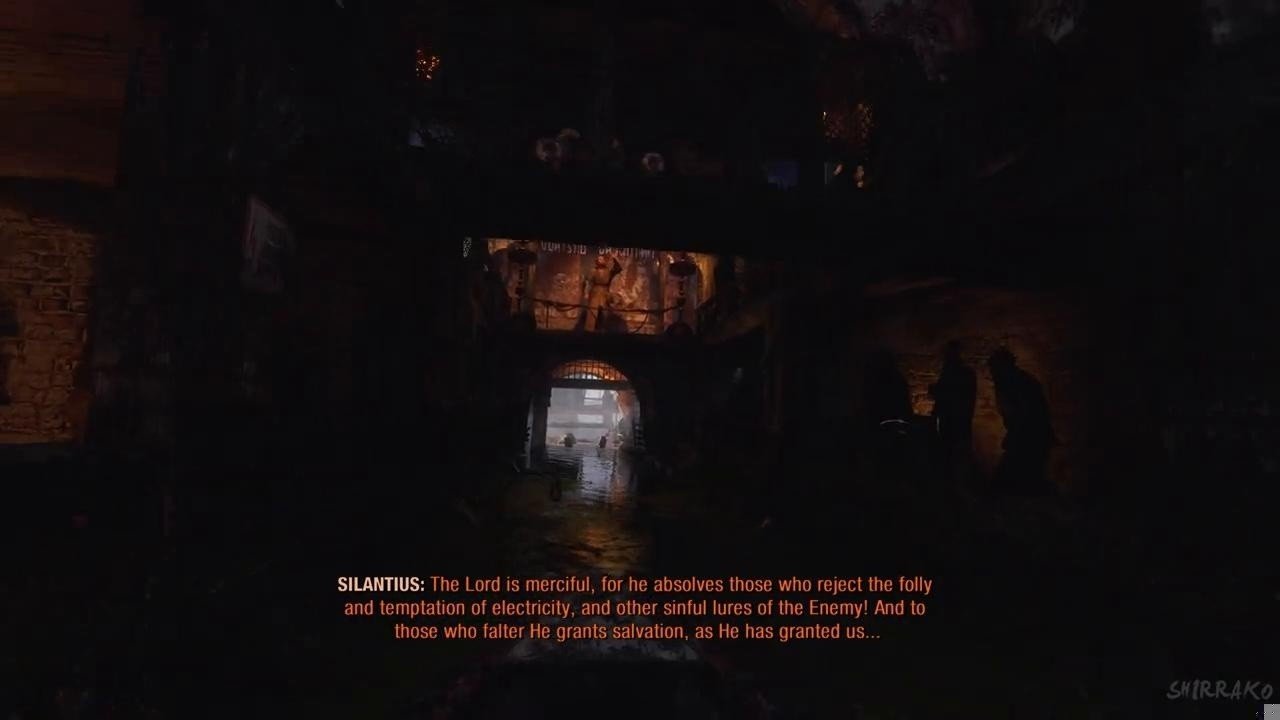 SILANTIUS: The Lord is merciful, for he absolves those who reject the folly
and temptation of electricity, and other sinful lures of the Enemy! And to
those who falter He grants salvation, as He has granted us...
SHIRRAKO